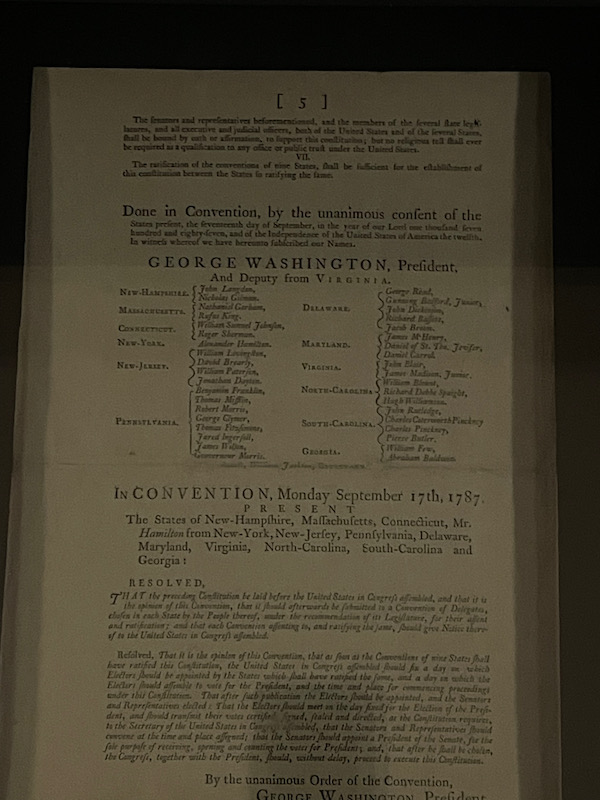 [ 5 ]
The senators and representatives beforementioned, and the members of the several state legis-
latures, and all executive and judicial officers, both of the United States and of the several States,
shall be bound by oath or affirmation, to support this constitution; but no religious test shall ever
be required as a qualification to any office or public trust under the United States.
VII.
The ratification of the conventions of nine States, shall be sufficient for the establishment of
this constitution between the States so ratifying the same.
Done in Convention, by the unanimous consent of the
States present, the seventeenth day of September, in the year of our Lord one thousand seven
hundred and eighty-seven, and of the Independence of the United States of America the twelfth.
In witness whereof we have hereunto subscribed our Names.
GEORGE WASHINGTON, President,
And Deputy from VIRGINIA.
NEW-HAMPSHIRE. John Langdon, Nicholas Gilman.
MASSACHUSETTS. Nathaniel Gorham, Rufus King.
CONNECTICUT. William Samuel Johnson, Roger Sherman.
NEW-YORK. Alexander Hamilton.
NEW-JERSEY. William Livingston, David Brearly, William Paterson, Jonathan Dayton.
PENNSYLVANIA. Benjamin Franklin, Thomas Mifflin, Robert Morris, George Clymer, Thomas Fitzsimons, Jared Ingersoll, James Wilson, Gouverneur Morris.
DELAWARE. George Read, Gunning Bedford, Junior, John Dickinson, Richard Bassett, Jacob Broom.
MARYLAND. James M'Henry, Daniel of St. Tho. Jenifer, Daniel Carrol.
VIRGINIA. John Blair, James Madison, Junior.
NORTH-CAROLINA. William Blount, Richard Dobbs Spaight, Hugh Williamson.
SOUTH-CAROLINA. John Rutledge, Charles Cotesworth Pinckney, Charles Pinckney, Pierce Butler.
GEORGIA. William Few, Abraham Baldwin.
IN CONVENTION, Monday September 17th, 1787.
PRESENT
The States of New-Hampshire, Massachusetts, Connecticut, Mr.
Hamilton from New-York, New-Jersey, Pennsylvania, Delaware,
Maryland, Virginia, North-Carolina, South-Carolina and
Georgia:
RESOLVED,
THAT the preceding Constitution be laid before the United States in Congress assembled, and that it is
the opinion of this Convention, that it should afterwards be submitted to a Convention of Delegates,
chosen in each State by the People thereof, under the recommendation of its Legislature, for their assent
and ratification; and that each Convention assenting to, and ratifying the same, should give Notice there-
of to the United States in Congress assembled.
Resolved, That it is the opinion of this Convention, that as soon as the Conventions of nine States shall
have ratified this Constitution, the United States in Congress assembled should fix a day on which
Electors should be appointed by the States which shall have ratified the same, and a day on which the
Electors should assemble to vote for the President, and the time and place for commencing proceedings
under this Constitution. That after such publication the Electors should be appointed, and the Senators
and Representatives elected: That the Electors should meet on the day fixed for the Election of the Presi-
dent, and should transmit their votes certified, signed, sealed and directed, as the Constitution requires,
to the Secretary of the United States in Congress assembled, that the Senators and Representatives should
convene at the time and place assigned; that the Senators should appoint a President of the Senate, for the
sole purpose of receiving, opening and counting the votes for President; and, that after he shall be chosen,
the Congress, together with the President, should, without delay, proceed to execute this Constitution.
By the unanimous Order of the Convention,
GEORGE WASHINGTON, President